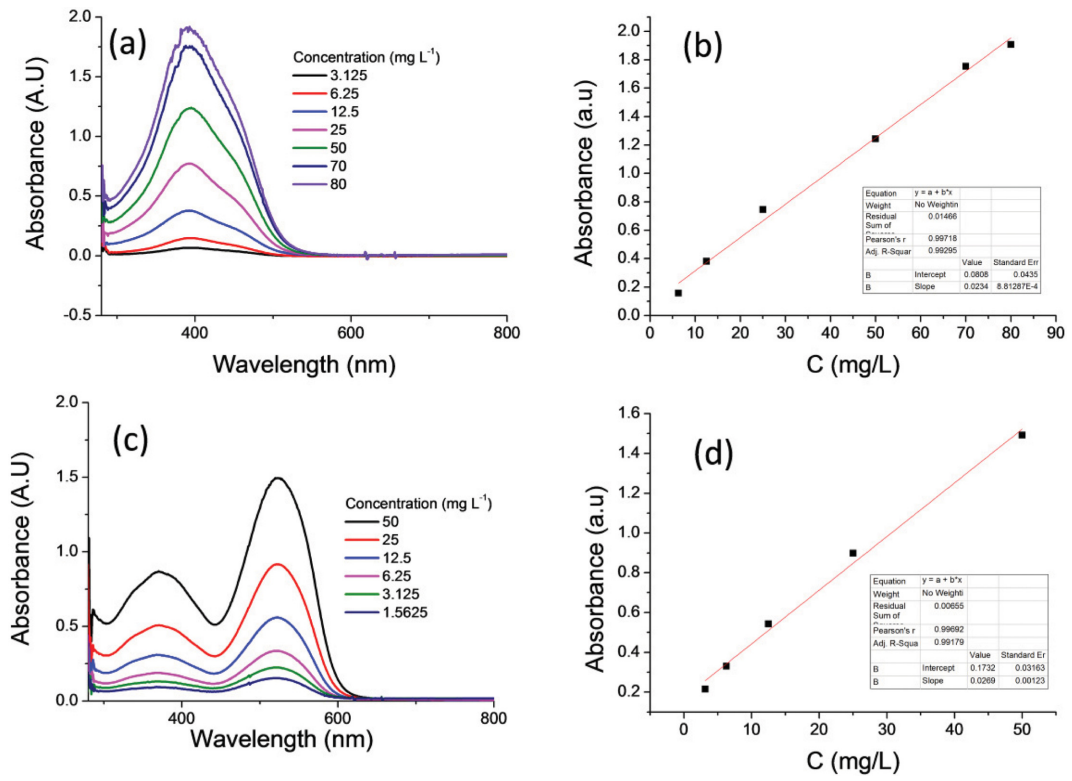 (a)
Absorbance (A.U)
2.0
1.5
1.0
0.5
0.0
-0.5
Concentration (mg L-1)
3.125
6.25
12.5
25
50
70
80
400 600 800
Wavelength (nm)
(b)
Absorbance (a.u)
2.0
1.8
1.6
1.4
1.2
1.0
0.8
0.6
0.4
0.2
0.0
Equation y = a + b*x
Weight No Weightin
Residual 0.01466
Sum of
Pearson's r 0.99718
Adj. R-Squar 0.99295
Value Standard Err
B Intercept 0.0808 0.0435
B Slope 0.0234 8.81287E-4
0 10 20 30 40 50 60 70 80 90
C (mg/L)
(c)
Absorbance (A.U)
2.0
1.5
1.0
0.5
0.0
Concentration (mg L-1)
50
25
12.5
6.25
3.125
1.5625
400 600 800
Wavelength (nm)
(d)
Absorbance (a.u)
1.6
1.4
1.2
1.0
0.8
0.6
0.4
0.2
Equation y = a + b*x
Weight No Weighti
Residual 0.00655
Sum of
Pearson's r 0.99692
Adj. R-Squa 0.99179
Value Standard Er
B Intercept 0.1732 0.03163
B Slope 0.0269 0.00123
0 10 20 30 40 50
C (mg/L)